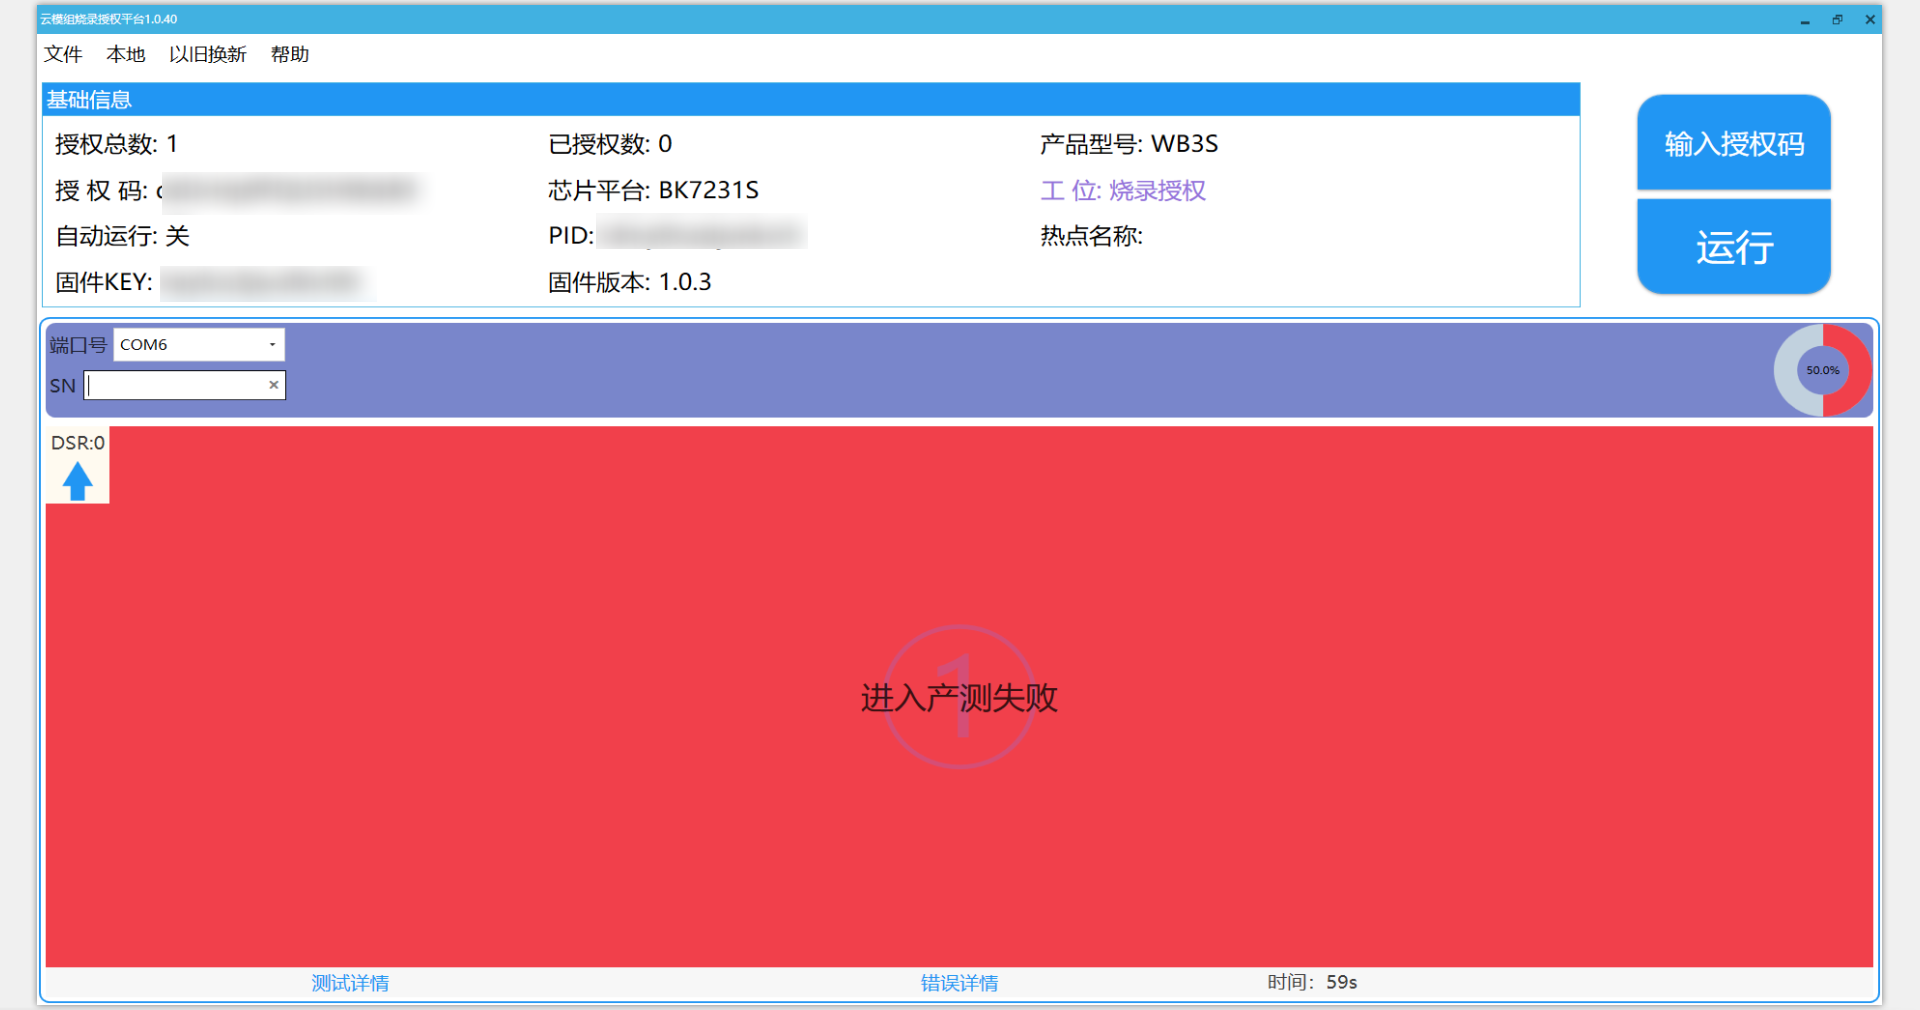 云模组烧录授权平台1.0.40
文件 本地 以旧换新 帮助
基础信息
授权总数: 1 已授权数: 0 产品型号: WB3S
授 权 码: 芯片平台: BK7231S 工 位: 烧录授权
自动运行: 关 PID: 热点名称:
固件KEY: 固件版本: 1.0.3
输入授权码
运行
端口号 COM6
SN
50.0%
DSR:0
1
进入产测失败
测试详情 错误详情 时间: 59s